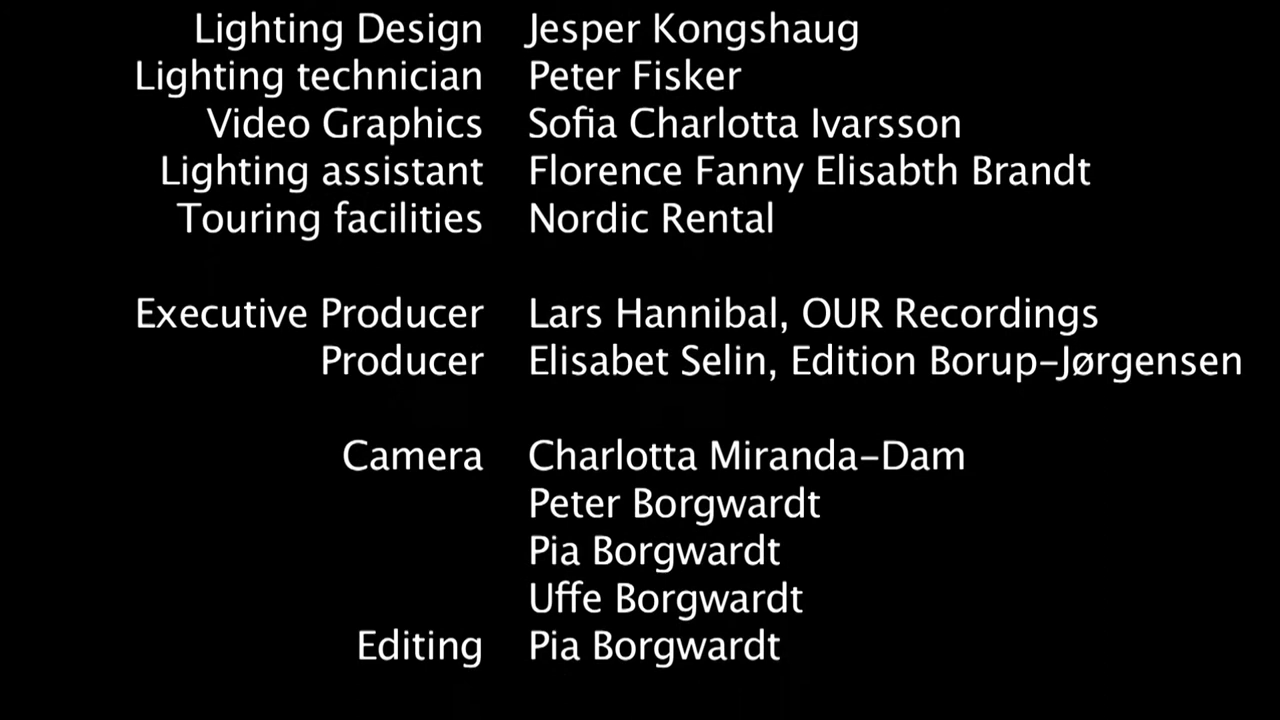 Lighting Design Jesper Kongshaug
Lighting technician Peter Fisker
Video Graphics Sofia Charlotta Ivarsson
Lighting assistant Florence Fanny Elisabth Brandt
Touring facilities Nordic Rental
Executive Producer Lars Hannibal, OUR Recordings
Producer Elisabet Selin, Edition Borup-Jørgensen
Camera Charlotta Miranda-Dam
Peter Borgwardt
Pia Borgwardt
Uffe Borgwardt
Editing Pia Borgwardt